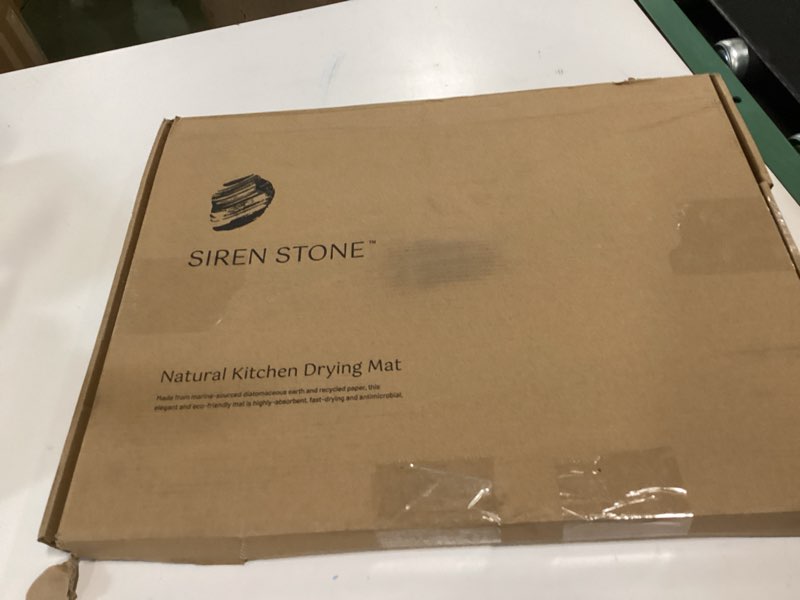 SIREN STONE™
Natural Kitchen Drying Mat
Made from marine-sourced diatomaceous earth and recycled paper, this
elegant and eco-friendly mat is highly-absorbent, fast-drying and antimicrobial.